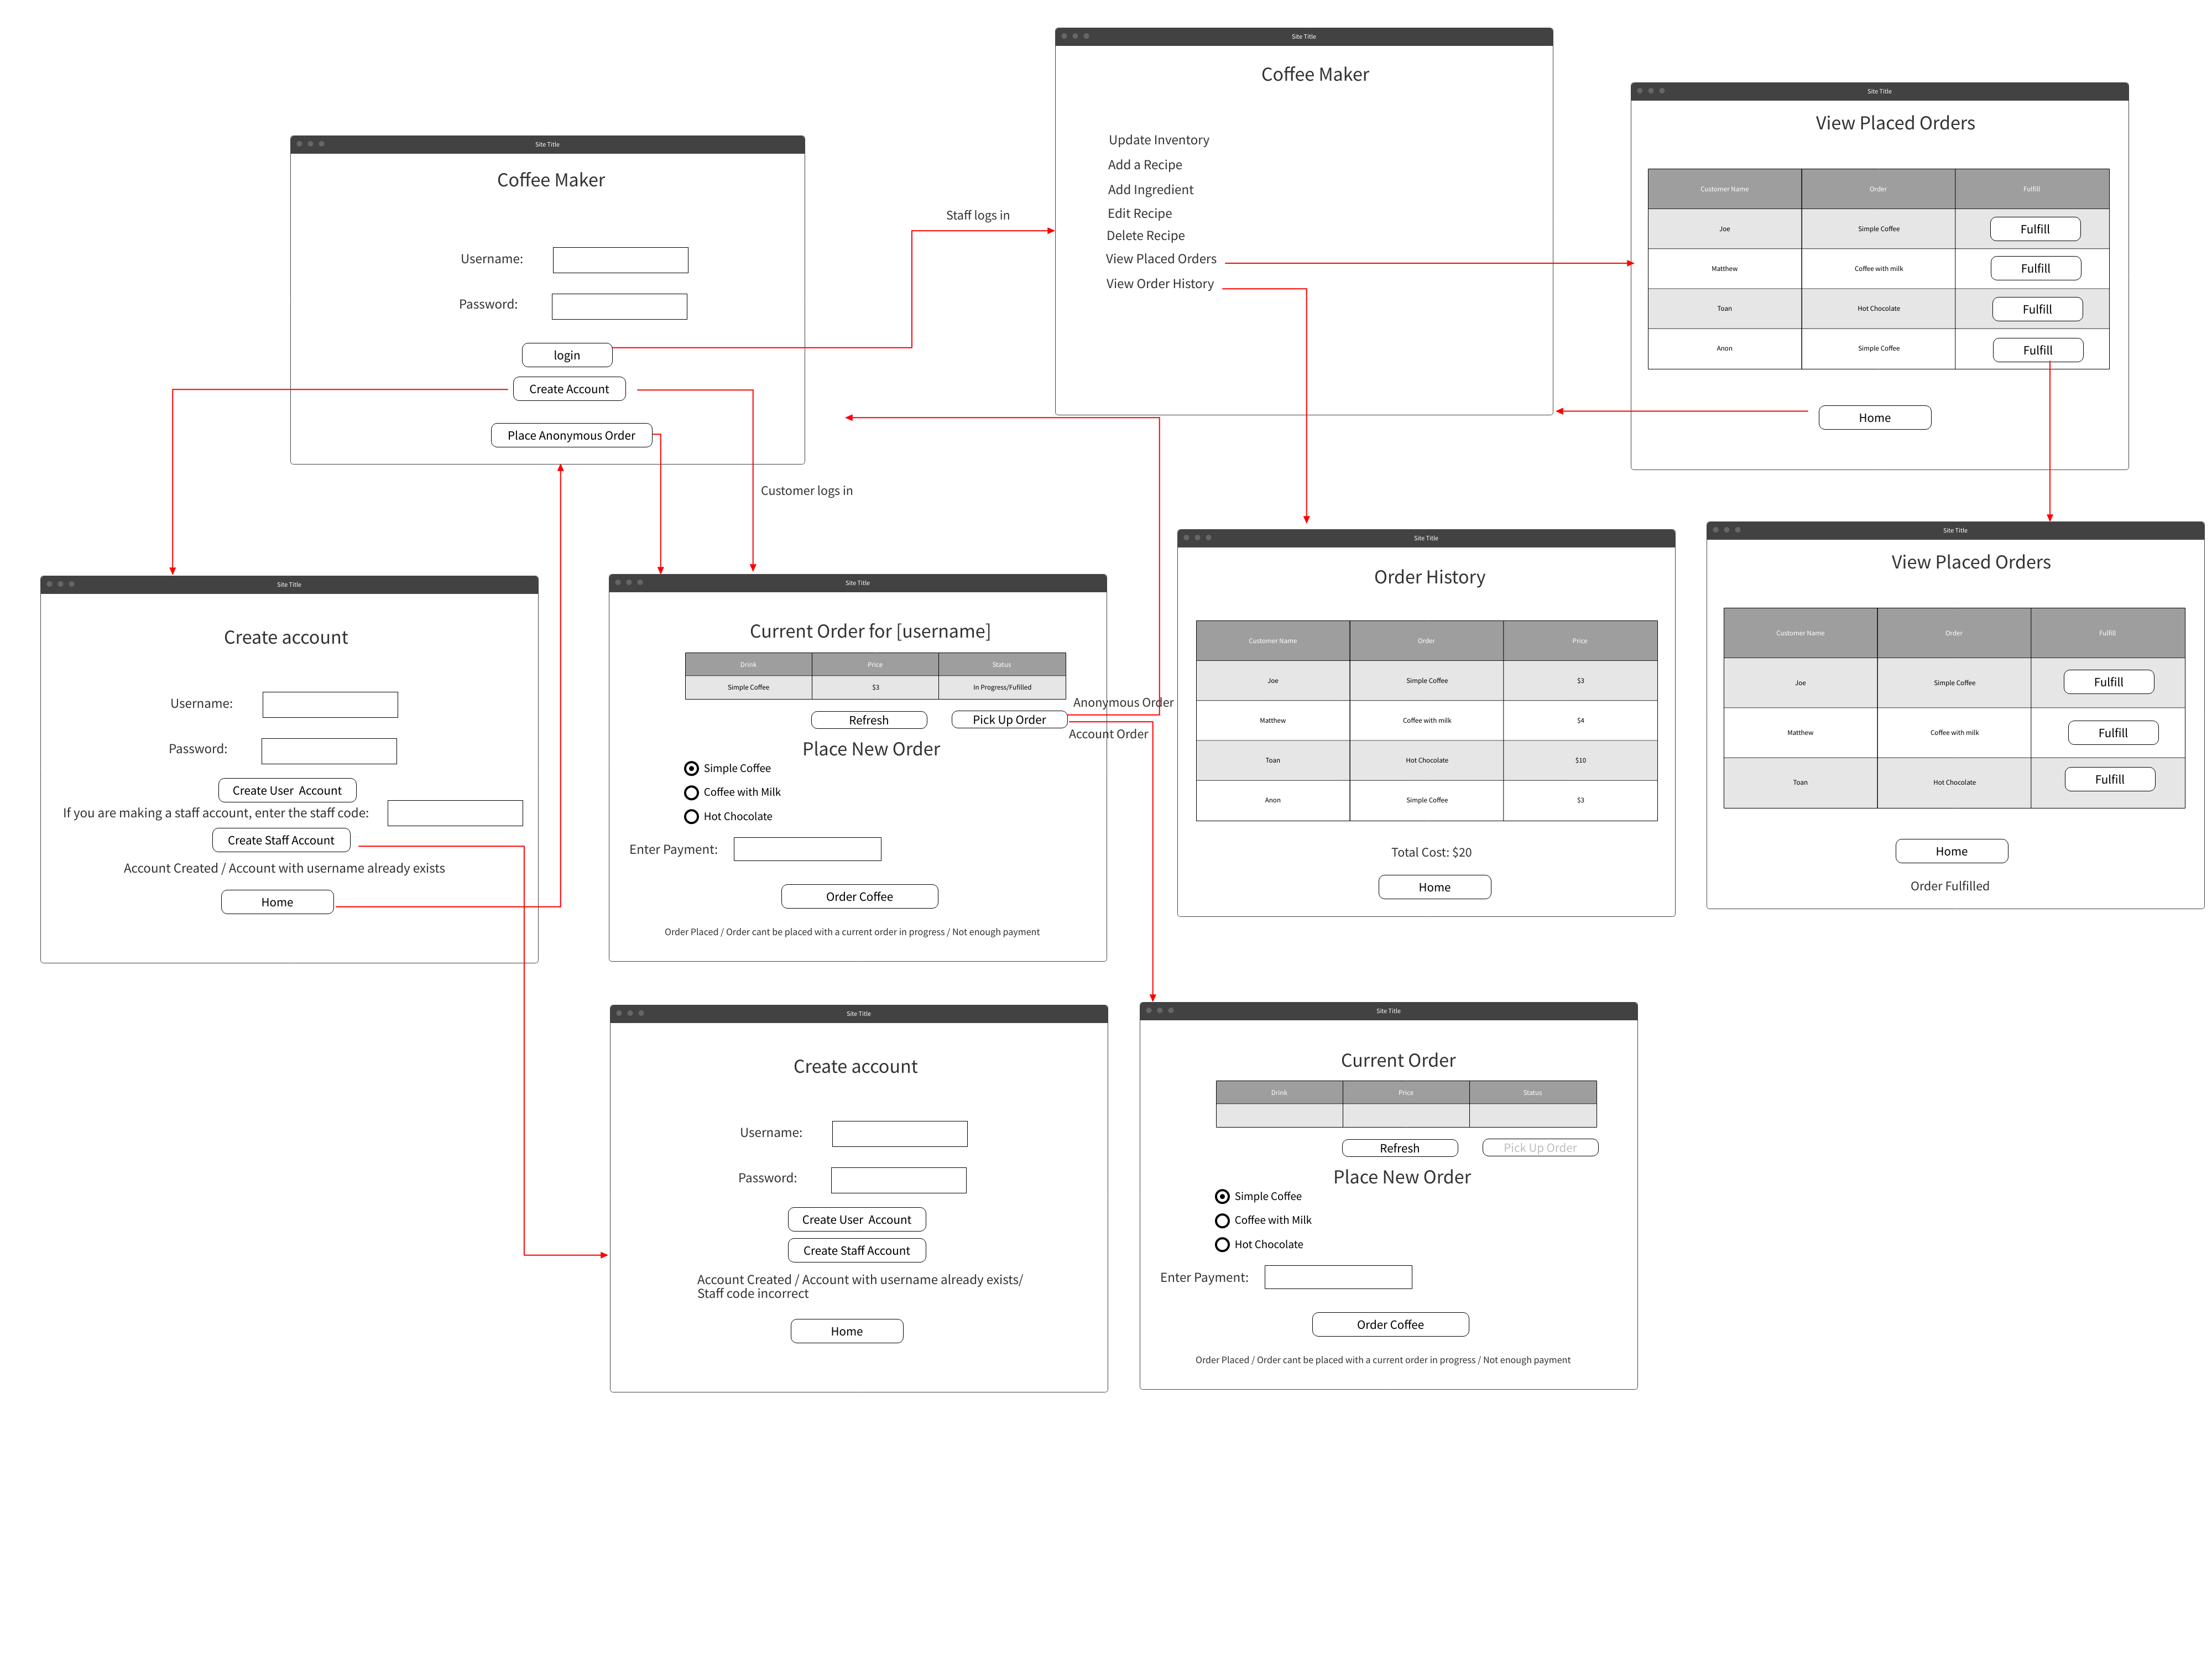 Site Title
Coffee Maker
Update Inventory
Add a Recipe
Add Ingredient
Edit Recipe
Delete Recipe
View Placed Orders
View Order History
Site Title
View Placed Orders
Customer Name Order Fulfill
Joe Simple Coffee Fulfill
Matthew Coffee with milk Fulfill
Toan Hot Chocolate Fulfill
Anon Simple Coffee Fulfill
Home
Site Title
Coffee Maker
Username:
Password:
login
Create Account
Place Anonymous Order
Staff logs in
Customer logs in
Site Title
Create account
Username:
Password:
Create User Account
If you are making a staff account, enter the staff code:
Create Staff Account
Account Created / Account with username already exists
Home
Site Title
Current Order for [username]
Drink Price Status
Simple Coffee $3 In Progress/Fufilled
Refresh Pick Up Order
Place New Order
Simple Coffee
Coffee with Milk
Hot Chocolate
Enter Payment:
Order Coffee
Order Placed / Order cant be placed with a current order in progress / Not enough payment
Anonymous Order
Account Order
Site Title
Order History
Customer Name Order Price
Joe Simple Coffee $3
Matthew Coffee with milk $4
Toan Hot Chocolate $10
Anon Simple Coffee $3
Total Cost: $20
Home
Site Title
View Placed Orders
Customer Name Order Fulfill
Joe Simple Coffee Fulfill
Matthew Coffee with milk Fulfill
Toan Hot Chocolate Fulfill
Home
Order Fulfilled
Site Title
Create account
Username:
Password:
Create User Account
Create Staff Account
Account Created / Account with username already exists/
Staff code incorrect
Home
Site Title
Current Order
Drink Price Status
Refresh Pick Up Order
Place New Order
Simple Coffee
Coffee with Milk
Hot Chocolate
Enter Payment:
Order Coffee
Order Placed / Order cant be placed with a current order in progress / Not enough payment